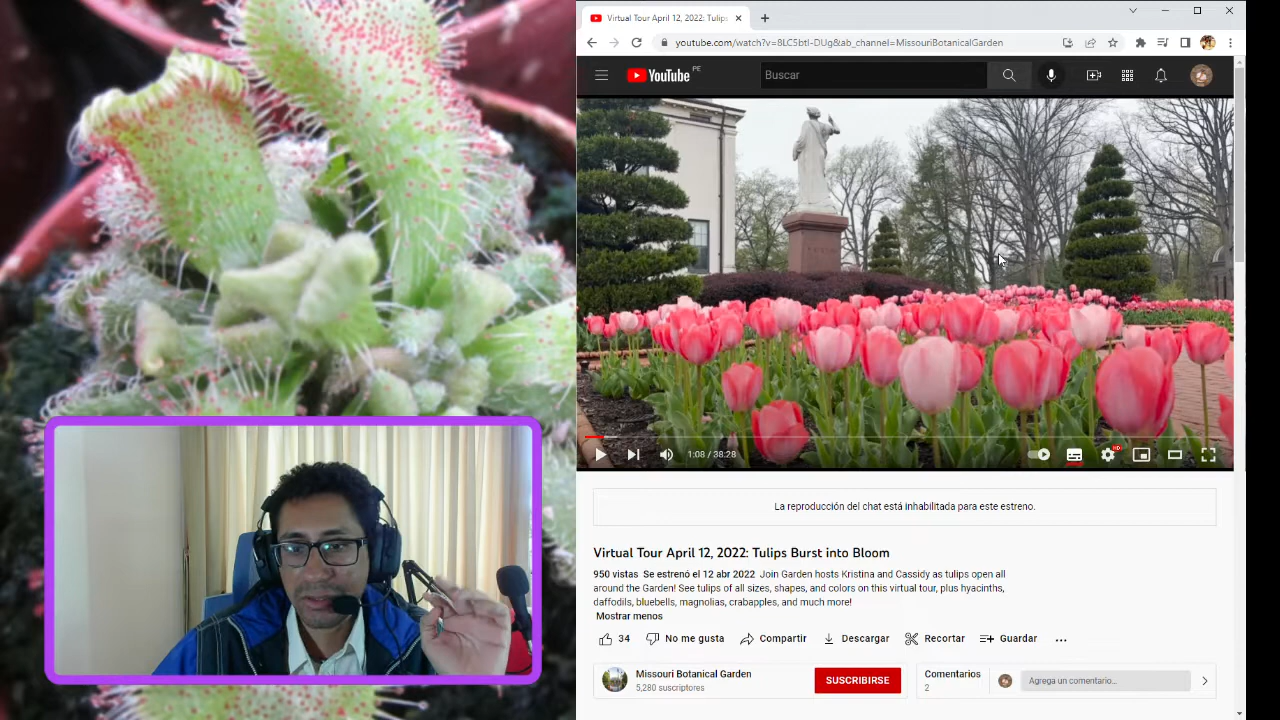 Virtual Tour April 12, 2022: Tulips
youtube.com/watch?v=8LC5btI-DUg&ab_channel=MissouriBotanicalGarden
YouTube PE
Buscar
1:08 / 38:28
HD
La reproducción del chat está inhabilitada para este estreno.
Virtual Tour April 12, 2022: Tulips Burst into Bloom
950 vistas Se estrenó el 12 abr 2022 Join Garden hosts Kristina and Cassidy as tulips open all
around the Garden! See tulips of all sizes, shapes, and colors on this virtual tour, plus hyacinths,
daffodils, bluebells, magnolias, crabapples, and much more!
Mostrar menos
34 No me gusta Compartir Descargar Recortar Guardar
Missouri Botanical Garden
5,280 suscriptores
SUSCRIBIRSE
Comentarios
2
Agrega un comentario...